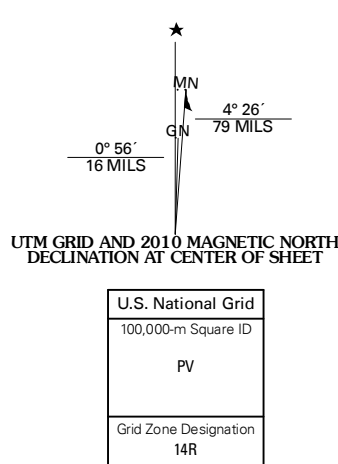 MN
4° 26´
79 MILS
GN
0° 56´
16 MILS
UTM GRID AND 2010 MAGNETIC NORTH
DECLINATION AT CENTER OF SHEET
U.S. National Grid
100,000-m Square ID
PV
Grid Zone Designation
14R